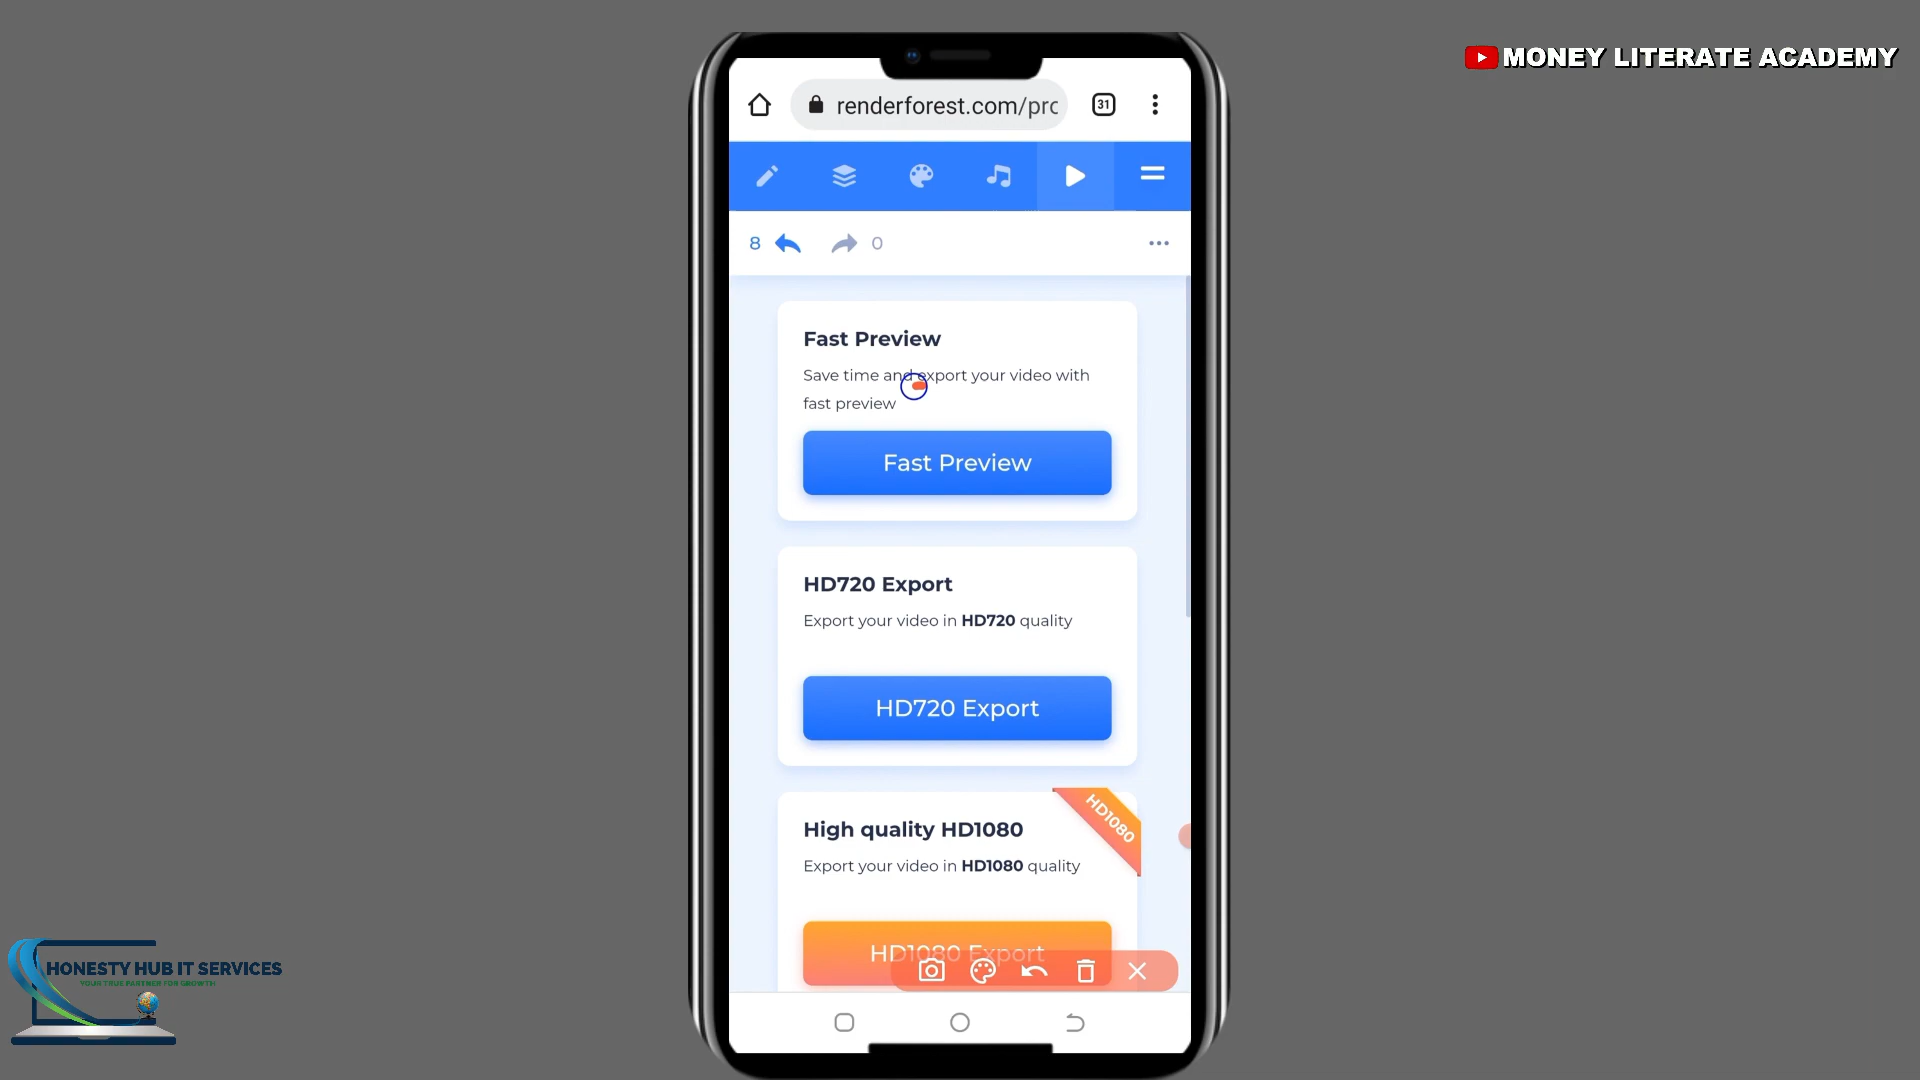 MONEY LITERATE ACADEMY
renderforest.com/pro
31
8
0
Fast Preview
Save time and export your video with
fast preview
Fast Preview
HD720 Export
Export your video in HD720 quality
HD720 Export
HD1080
High quality HD1080
Export your video in HD1080 quality
HD1080 Export
HONESTY HUB IT SERVICES
YOUR TRUE PARTNER FOR GROWTH